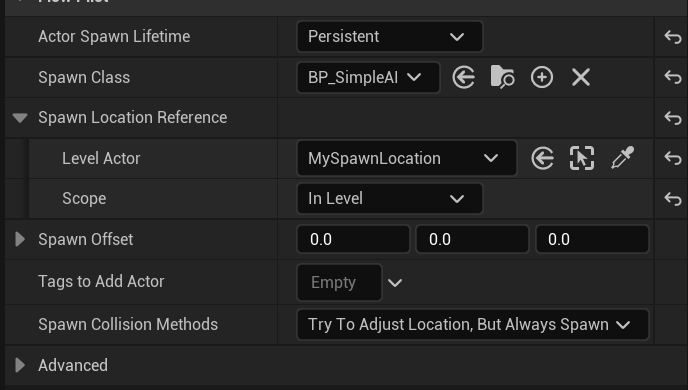 Actor Spawn Lifetime Persistent
Spawn Class BP_SimpleAI
Spawn Location Reference
Level Actor MySpawnLocation
Scope In Level
Spawn Offset 0.0 0.0 0.0
Tags to Add Actor Empty
Spawn Collision Methods Try To Adjust Location, But Always Spawn
Advanced